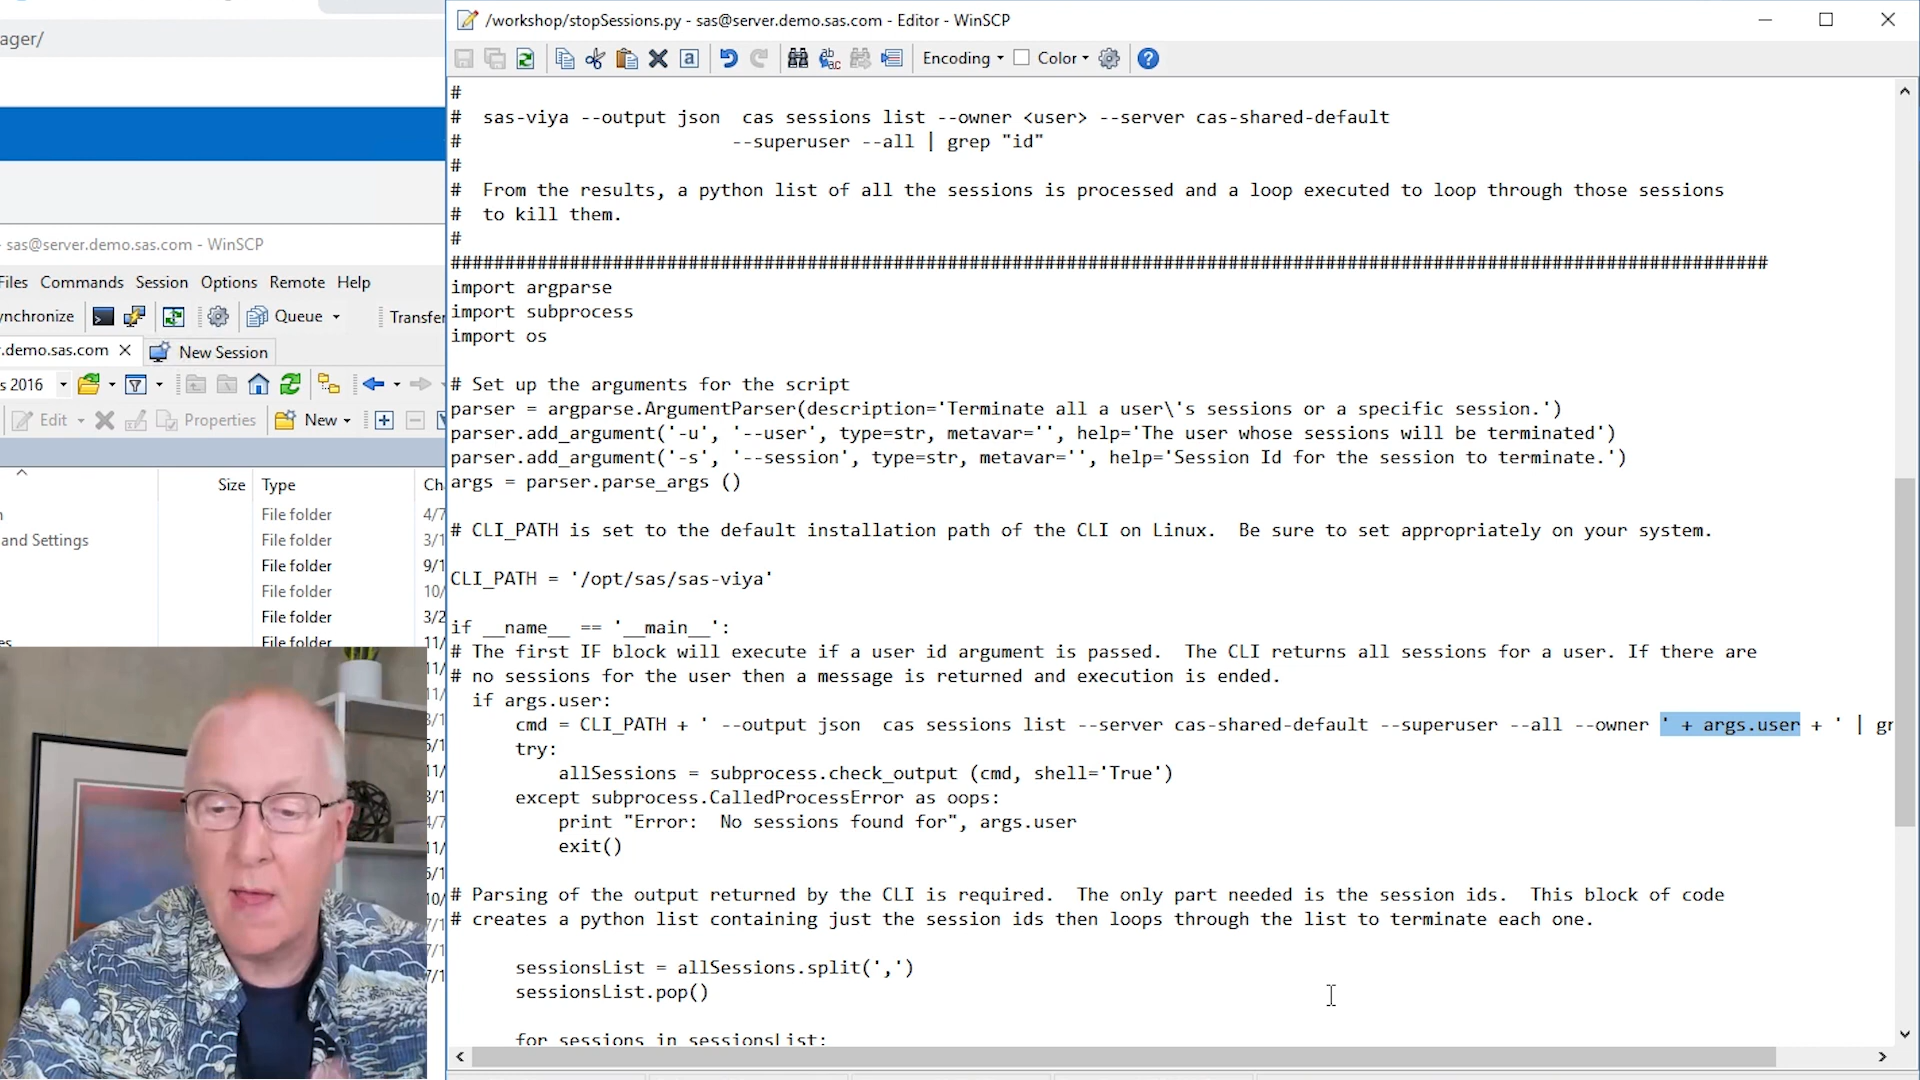 ager/
/workshop/stopSessions.py - sas@server.demo.sas.com - Editor - WinSCP
Encoding
Color
#
#  sas-viya --output json  cas sessions list --owner <user> --server cas-shared-default
#                         --superuser --all | grep "id"
#
#  From the results, a python list of all the sessions is processed and a loop executed to loop through those sessions
#  to kill them.
#
##########################################################################################################################
import argparse
import subprocess
import os
# Set up the arguments for the script
parser = argparse.ArgumentParser(description='Terminate all a user\'s sessions or a specific session.')
parser.add_argument('-u', '--user', type=str, metavar='', help='The user whose sessions will be terminated')
parser.add_argument('-s', '--session', type=str, metavar='', help='Session Id for the session to terminate.')
args = parser.parse_args ()
# CLI_PATH is set to the default installation path of the CLI on Linux.  Be sure to set appropriately on your system.
CLI_PATH = '/opt/sas/sas-viya'
if __name__ == '__main__':
# The first IF block will execute if a user id argument is passed.  The CLI returns all sessions for a user. If there are
# no sessions for the user then a message is returned and execution is ended.
  if args.user:
      cmd = CLI_PATH + ' --output json  cas sessions list --server cas-shared-default --superuser --all --owner ' + args.user + ' | gr
      try:
          allSessions = subprocess.check_output (cmd, shell='True')
      except subprocess.CalledProcessError as oops:
          print "Error:  No sessions found for", args.user
          exit()
# Parsing of the output returned by the CLI is required.  The only part needed is the session ids.  This block of code
# creates a python list containing just the session ids then loops through the list to terminate each one.
      sessionsList = allSessions.split(',')
      sessionsList.pop()
      for sessions in sessionsList:
- sas@server.demo.sas.com - WinSCP
Files Commands Session Options Remote Help
ynchronize Queue Transfer
.demo.sas.com New Session
s 2016
Edit Properties New
Size Type Ch
File folder 4/7
and Settings File folder 3/1
File folder 9/1
File folder 10/
File folder 3/2
es File folder 11/